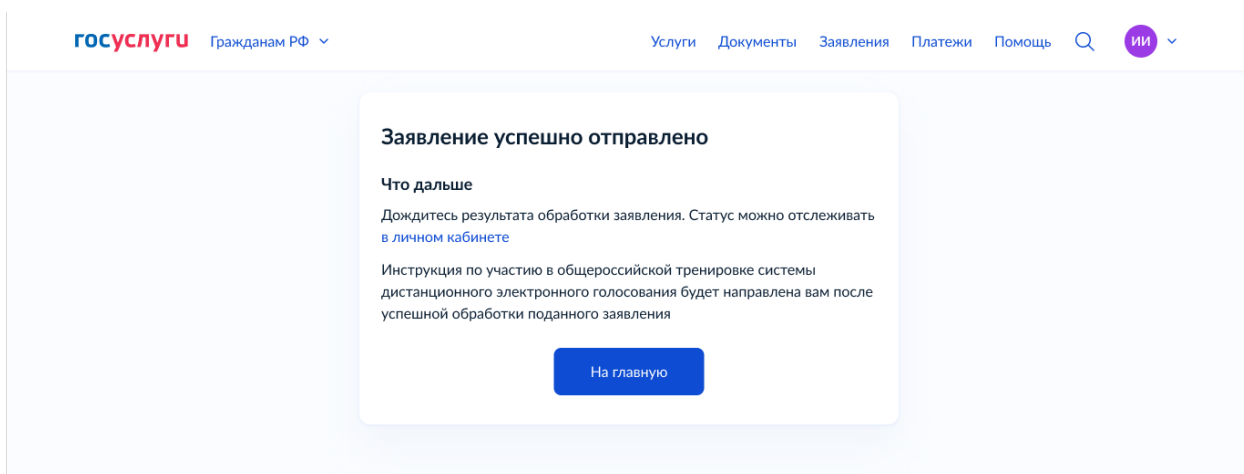 госуслуги Гражданам РФ Услуги Документы Заявления Платежи Помощь ИИ
Заявление успешно отправлено
Что дальше
Дождитесь результата обработки заявления. Статус можно отслеживать
в личном кабинете
Инструкция по участию в общероссийской тренировке системы
дистанционного электронного голосования будет направлена вам после
успешной обработки поданного заявления
На главную